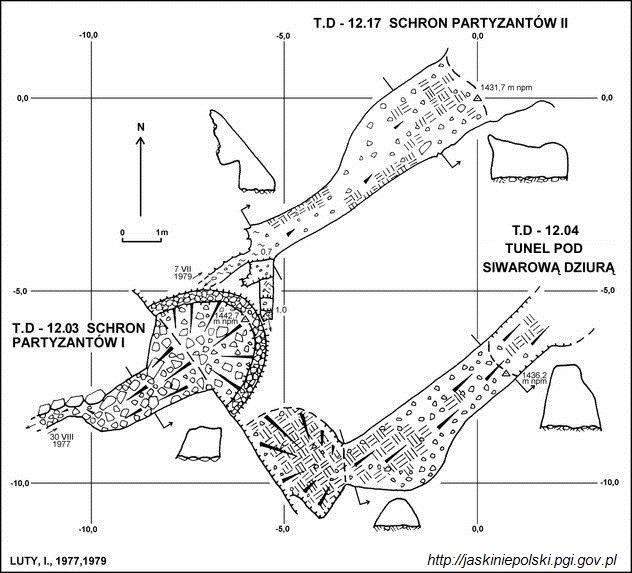 T.D - 12.17 SCHRON PARTYZANTÓW II
-10,0
-5,0
0,0
0,0
1431,7 m npm
0,0
N
0 1m
T.D - 12.04
TUNEL POD
SIWAROWĄ DZIURĄ
0,7
7 VII
1979
-5,0
-5,0
1,0
1442,7
m npm
T.D - 12.03 SCHRON
PARTYZANTÓW I
1436,2
m npm
30 VIII
1977
-10,0
-10,0
-10,0
-5,0
0,0
LUTY, I., 1977,1979
http://jaskiniepolski.pgi.gov.pl